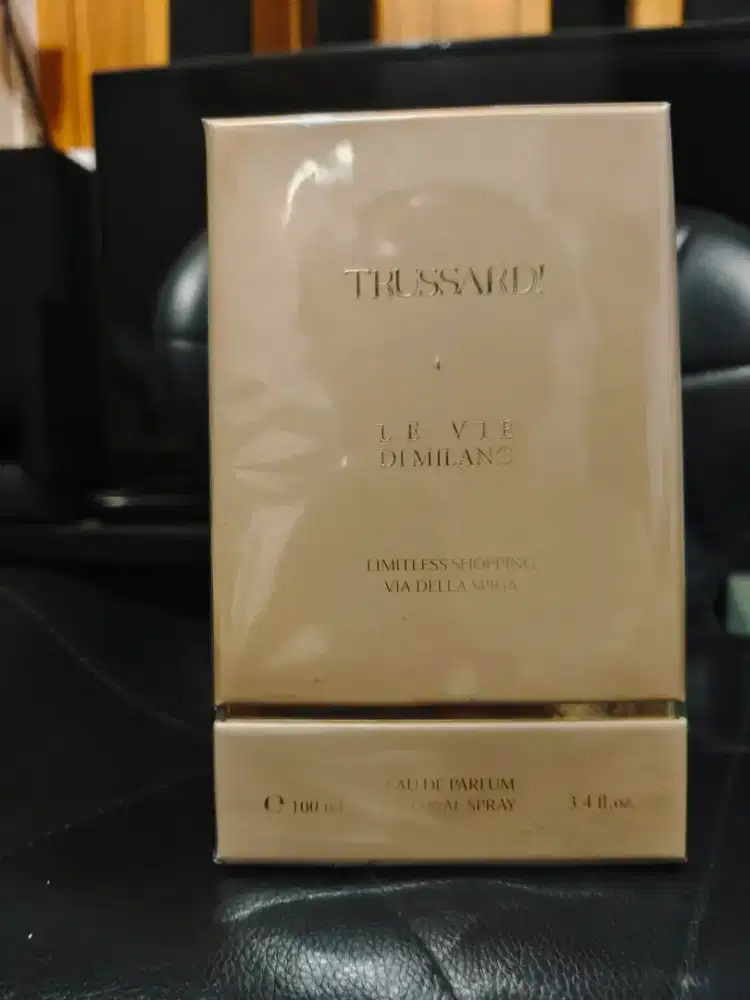 TRUSSARDI
LE VIE
DI MILANO
LIMITLESS SHOPPING
VIA DELLA SPIGA
EAU DE PARFUM
℮ 100 ml
SPRAY
3.4 fl.oz.